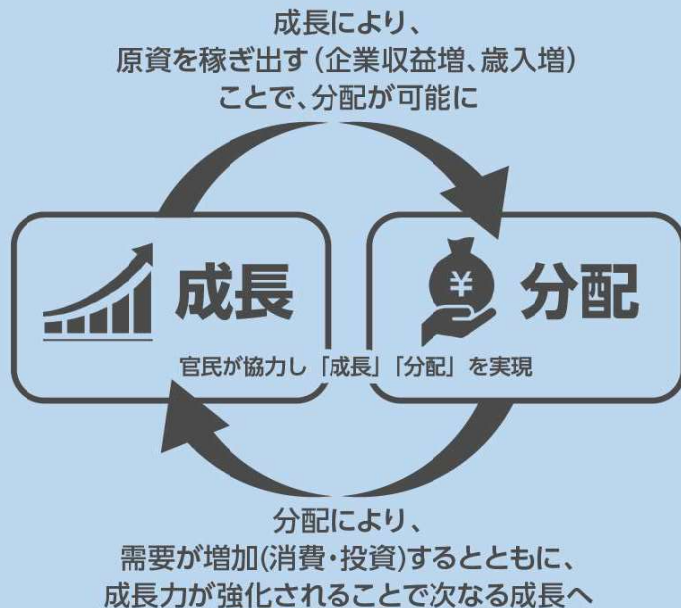 成長により、
原資を稼ぎ出す(企業収益増、歳入増)
ことで、分配が可能に
成長
¥
分配
官民が協力し「成長」「分配」を実現
分配により、
需要が増加(消費・投資)するとともに、
成長力が強化されることで次なる成長へ